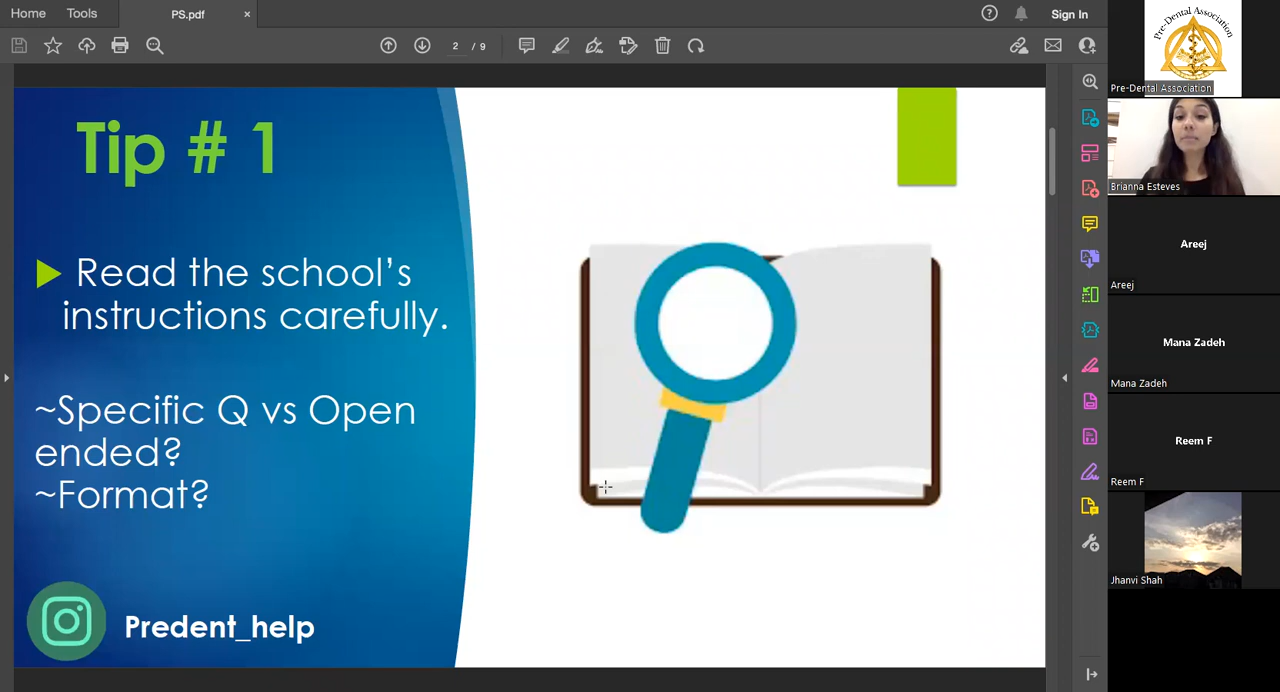 Home
Tools
PS.pdf
×
Sign In
2 / 9
Tip # 1
Read the school's
instructions carefully.
~Specific Q vs Open
ended?
~Format?
Predent_help
Pre-Dental Association
Pre-Dental Association
Brianna Esteves
Areej
Areej
Mana Zadeh
Mana Zadeh
Reem F
Reem F
Jhanvi Shah